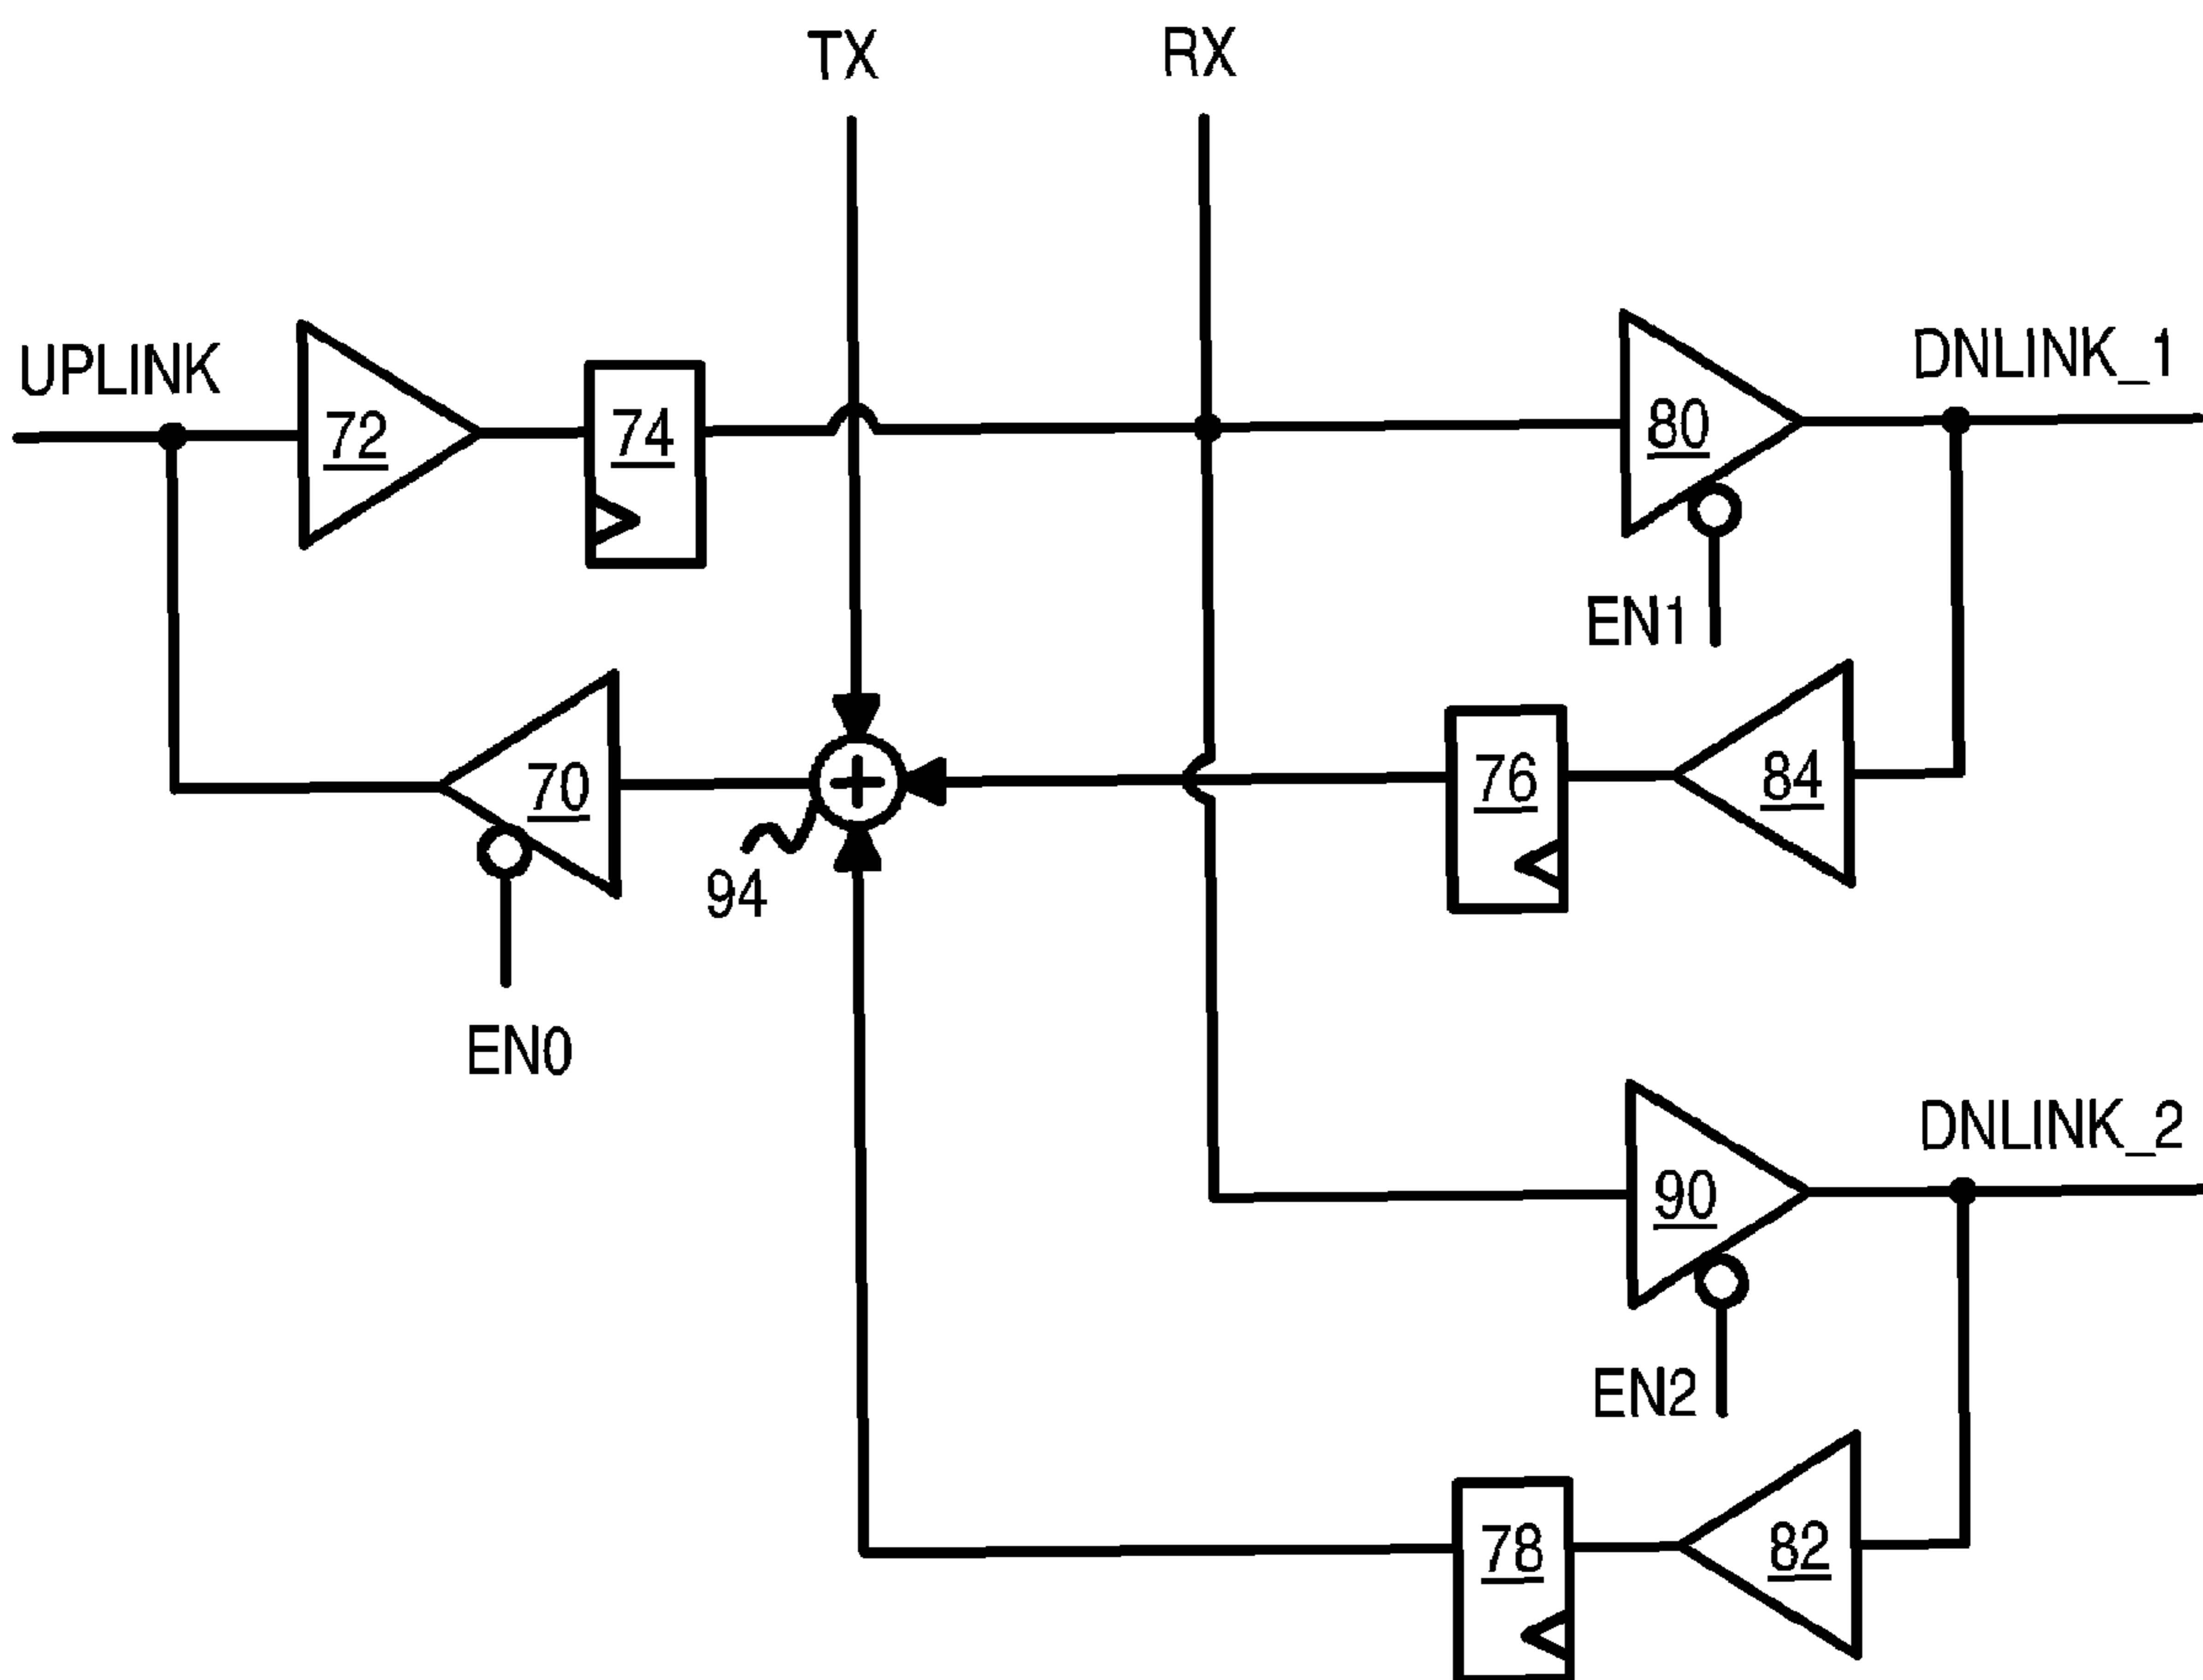 TX
RX
UPLINK
72
74
80
DNLINK_1
EN1
70
76
84
94
EN0
90
DNLINK_2
EN2
78
82